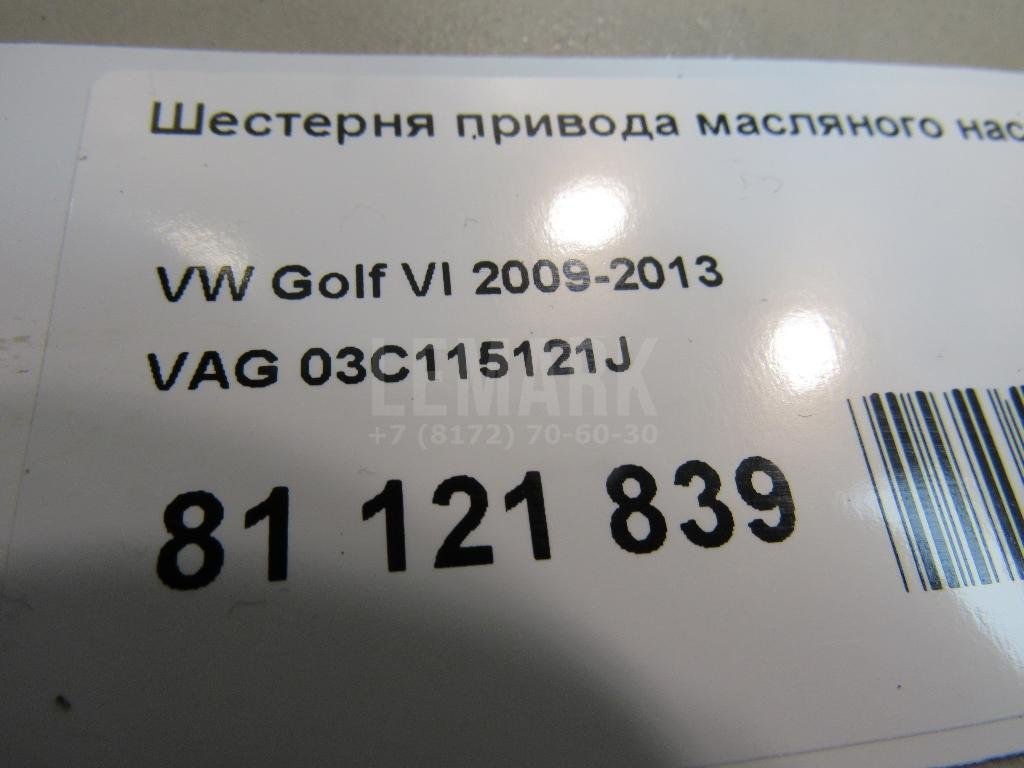 Шестерня привода масляного нас
VW Golf VI 2009-2013
VAG 03C115121J
LEMARK
+7 (8172) 70-60-30
81 121 839